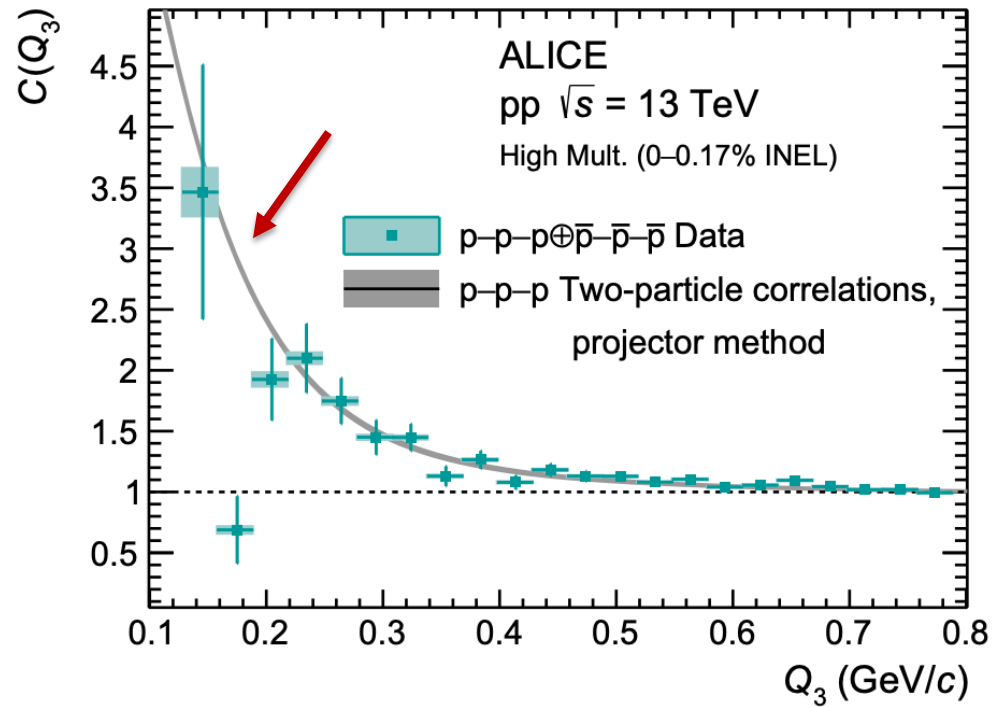 C(Q₃)
4.5
4
3.5
3
2.5
2
1.5
1
0.5
ALICE
pp √s = 13 TeV
High Mult. (0–0.17% INEL)
p–p–p⊕p̅–p̅–p̅ Data
p–p–p Two-particle correlations,
projector method
0.1 0.2 0.3 0.4 0.5 0.6 0.7 0.8
Q₃ (GeV/c)